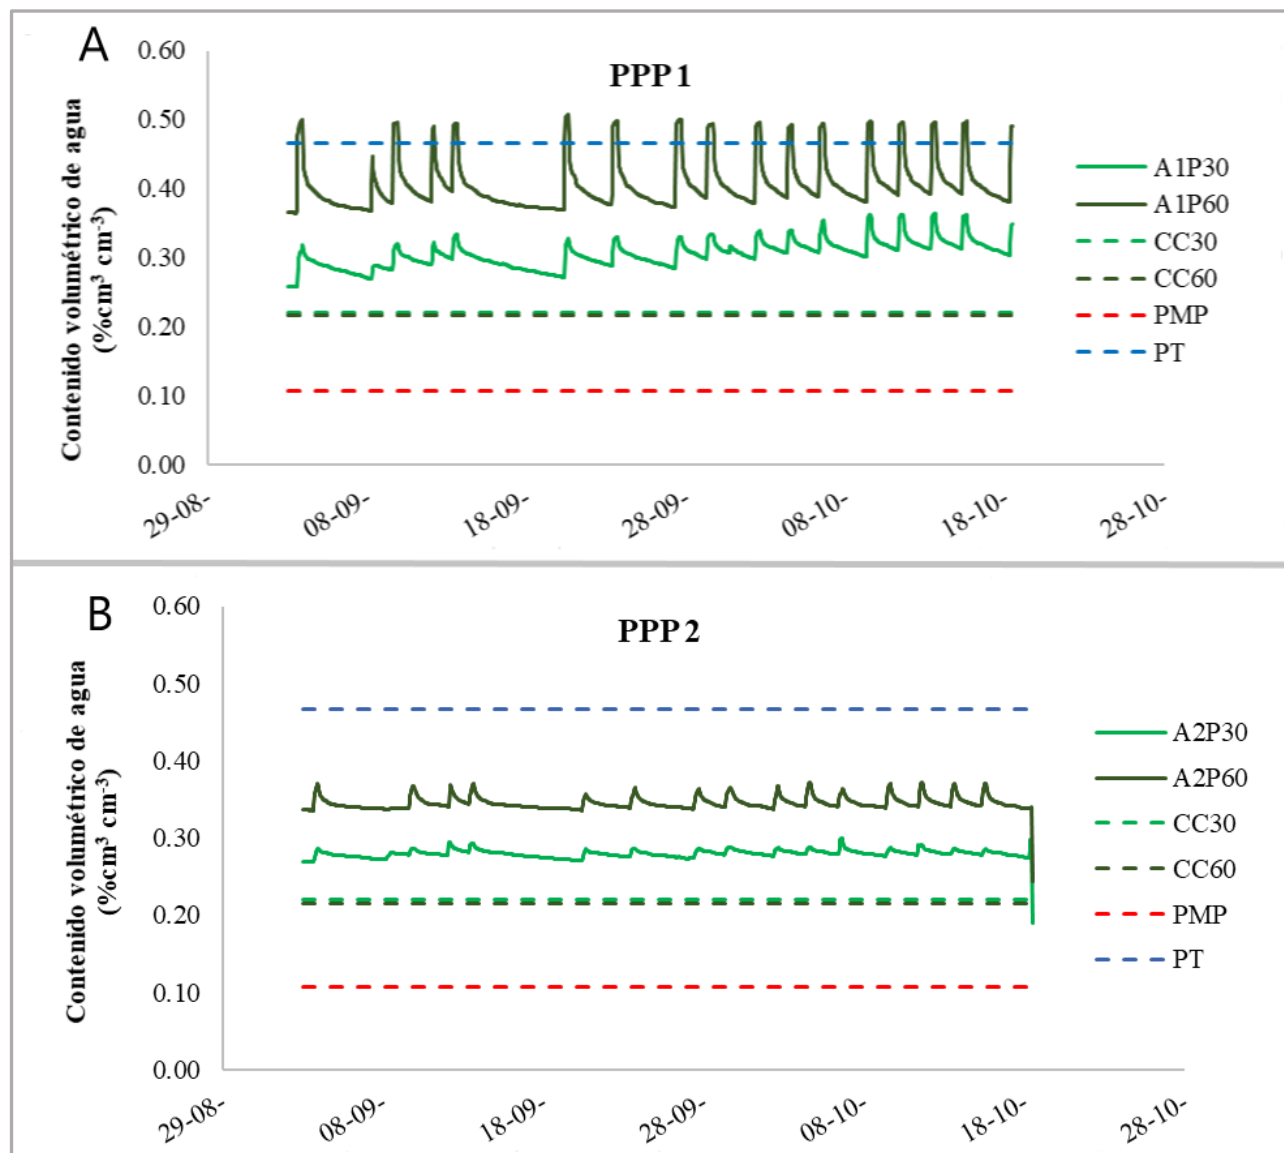 A
PPP 1
Contenido volumétrico de agua
(%cm³ cm⁻³)
0.60
0.50
0.40
0.30
0.20
0.10
0.00
29-08-
08-09-
18-09-
28-09-
08-10-
18-10-
28-10-
A1P30
A1P60
CC30
CC60
PMP
PT
B
PPP 2
Contenido volumétrico de agua
(%cm³ cm⁻³)
0.60
0.50
0.40
0.30
0.20
0.10
0.00
29-08-
08-09-
18-09-
28-09-
08-10-
18-10-
28-10-
A2P30
A2P60
CC30
CC60
PMP
PT